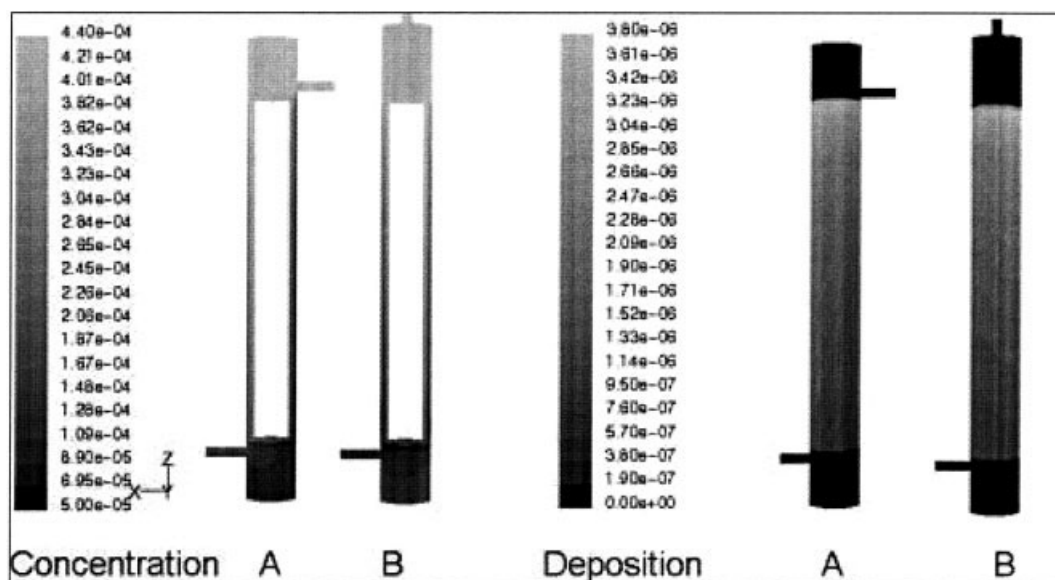 4.40e-04
4.21e-04
4.01e-04
3.82e-04
3.62e-04
3.43e-04
3.23e-04
3.04e-04
2.84e-04
2.65e-04
2.45e-04
2.26e-04
2.06e-04
1.87e-04
1.67e-04
1.48e-04
1.28e-04
1.09e-04
8.90e-05
6.95e-05
5.00e-05
Z
X
Concentration A B
3.80e-06
3.61e-06
3.42e-06
3.23e-06
3.04e-06
2.85e-06
2.66e-06
2.47e-06
2.28e-06
2.09e-06
1.90e-06
1.71e-06
1.52e-06
1.33e-06
1.14e-06
9.50e-07
7.60e-07
5.70e-07
3.80e-07
1.90e-07
0.00e+00
Deposition A B